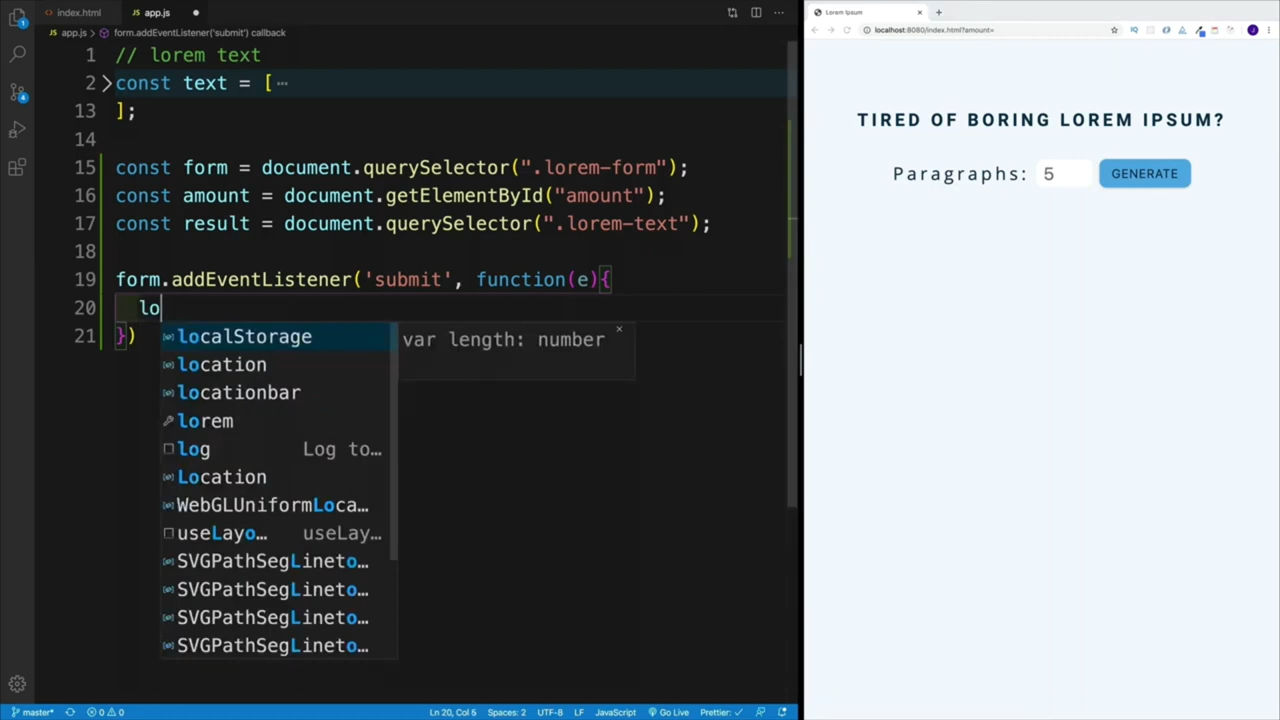 index.html
app.js
app.js > form.addEventListener('submit') callback
1 // lorem text
2 const text = [ …
13 ];
14
15 const form = document.querySelector(".lorem-form");
16 const amount = document.getElementById("amount");
17 const result = document.querySelector(".lorem-text");
18
19 form.addEventListener('submit', function(e){
20 lo
21 })
localStorage
var length: number
location
locationbar
lorem
log Log to…
Location
WebGLUniformLoca…
useLayo… useLay…
SVGPathSegLineto…
SVGPathSegLineto…
SVGPathSegLineto…
SVGPathSegLineto…
1
4
master*
0 0
Ln 20, Col 5
Spaces: 2
UTF-8
LF
JavaScript
Go Live
Prettier: ✓
Lorem Ipsum
localhost:8080/index.html?amount=
J
TIRED OF BORING LOREM IPSUM?
Paragraphs: 5 GENERATE